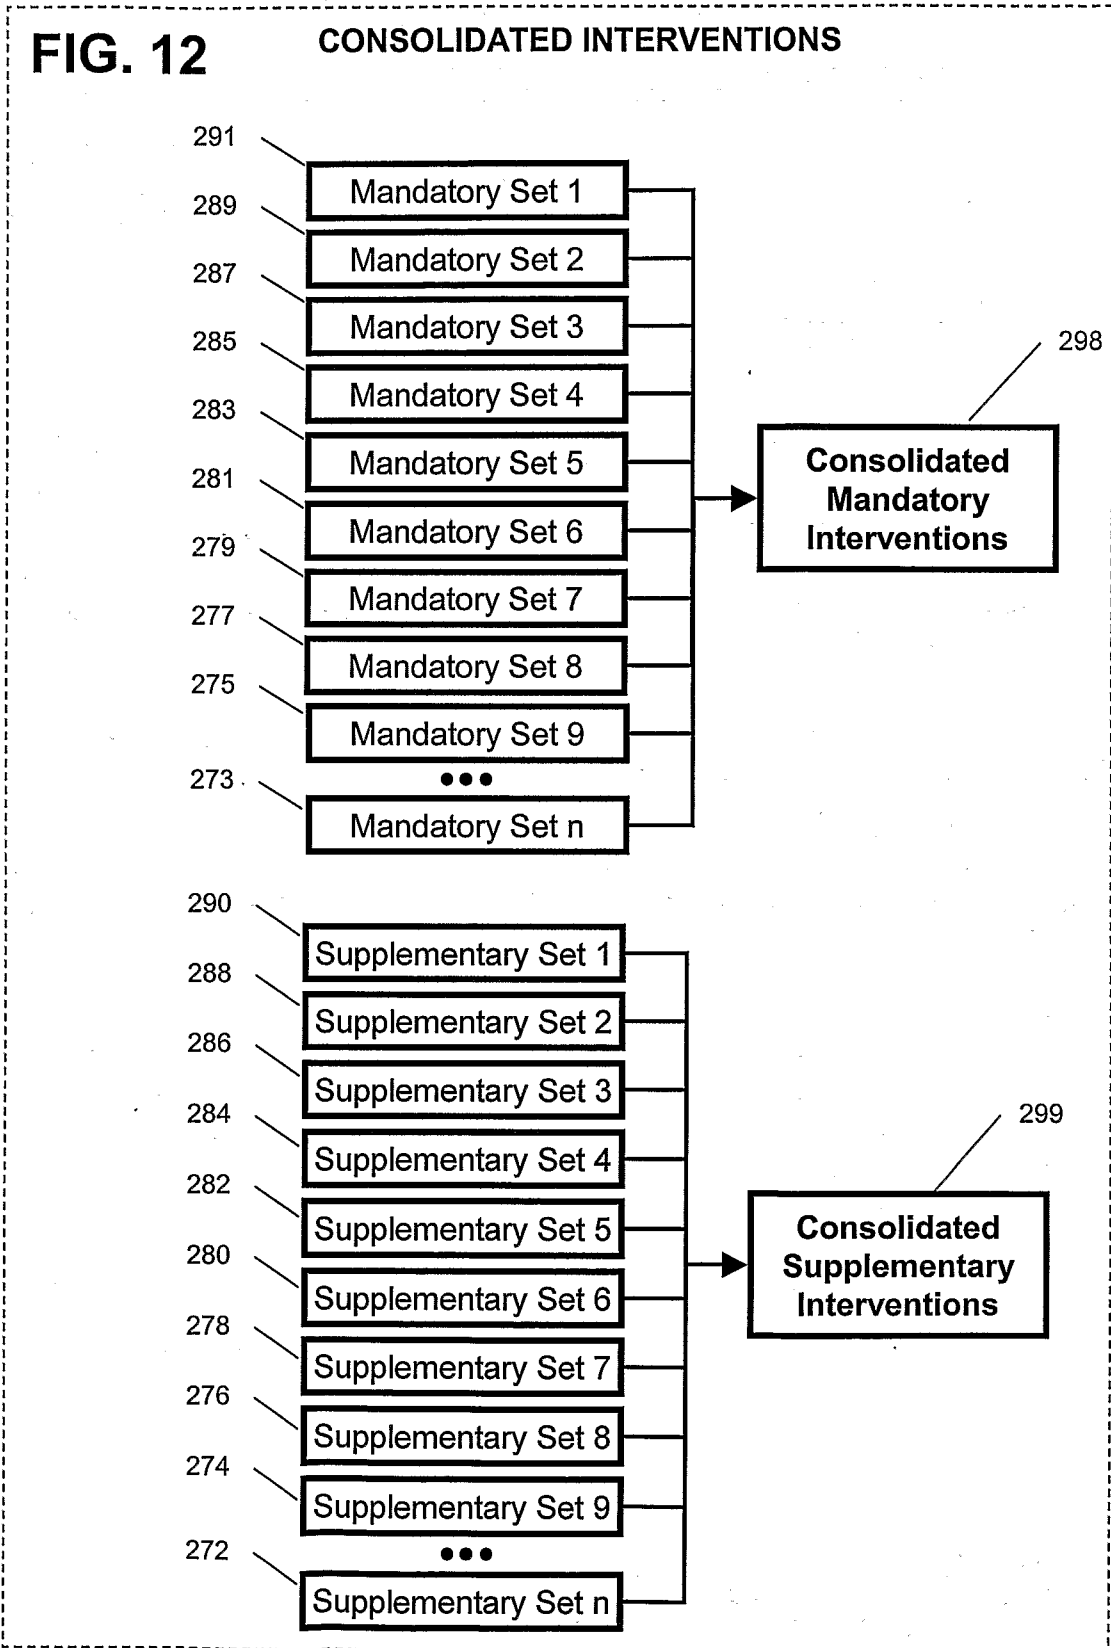 FIG. 12
CONSOLIDATED INTERVENTIONS
291
Mandatory Set 1
289
Mandatory Set 2
287
Mandatory Set 3
285
Mandatory Set 4
283
Mandatory Set 5
281
Mandatory Set 6
279
Mandatory Set 7
277
Mandatory Set 8
275
Mandatory Set 9
•••
273
Mandatory Set n
298
Consolidated
Mandatory
Interventions
290
Supplementary Set 1
288
Supplementary Set 2
286
Supplementary Set 3
284
Supplementary Set 4
282
Supplementary Set 5
280
Supplementary Set 6
278
Supplementary Set 7
276
Supplementary Set 8
274
Supplementary Set 9
•••
272
Supplementary Set n
299
Consolidated
Supplementary
Interventions